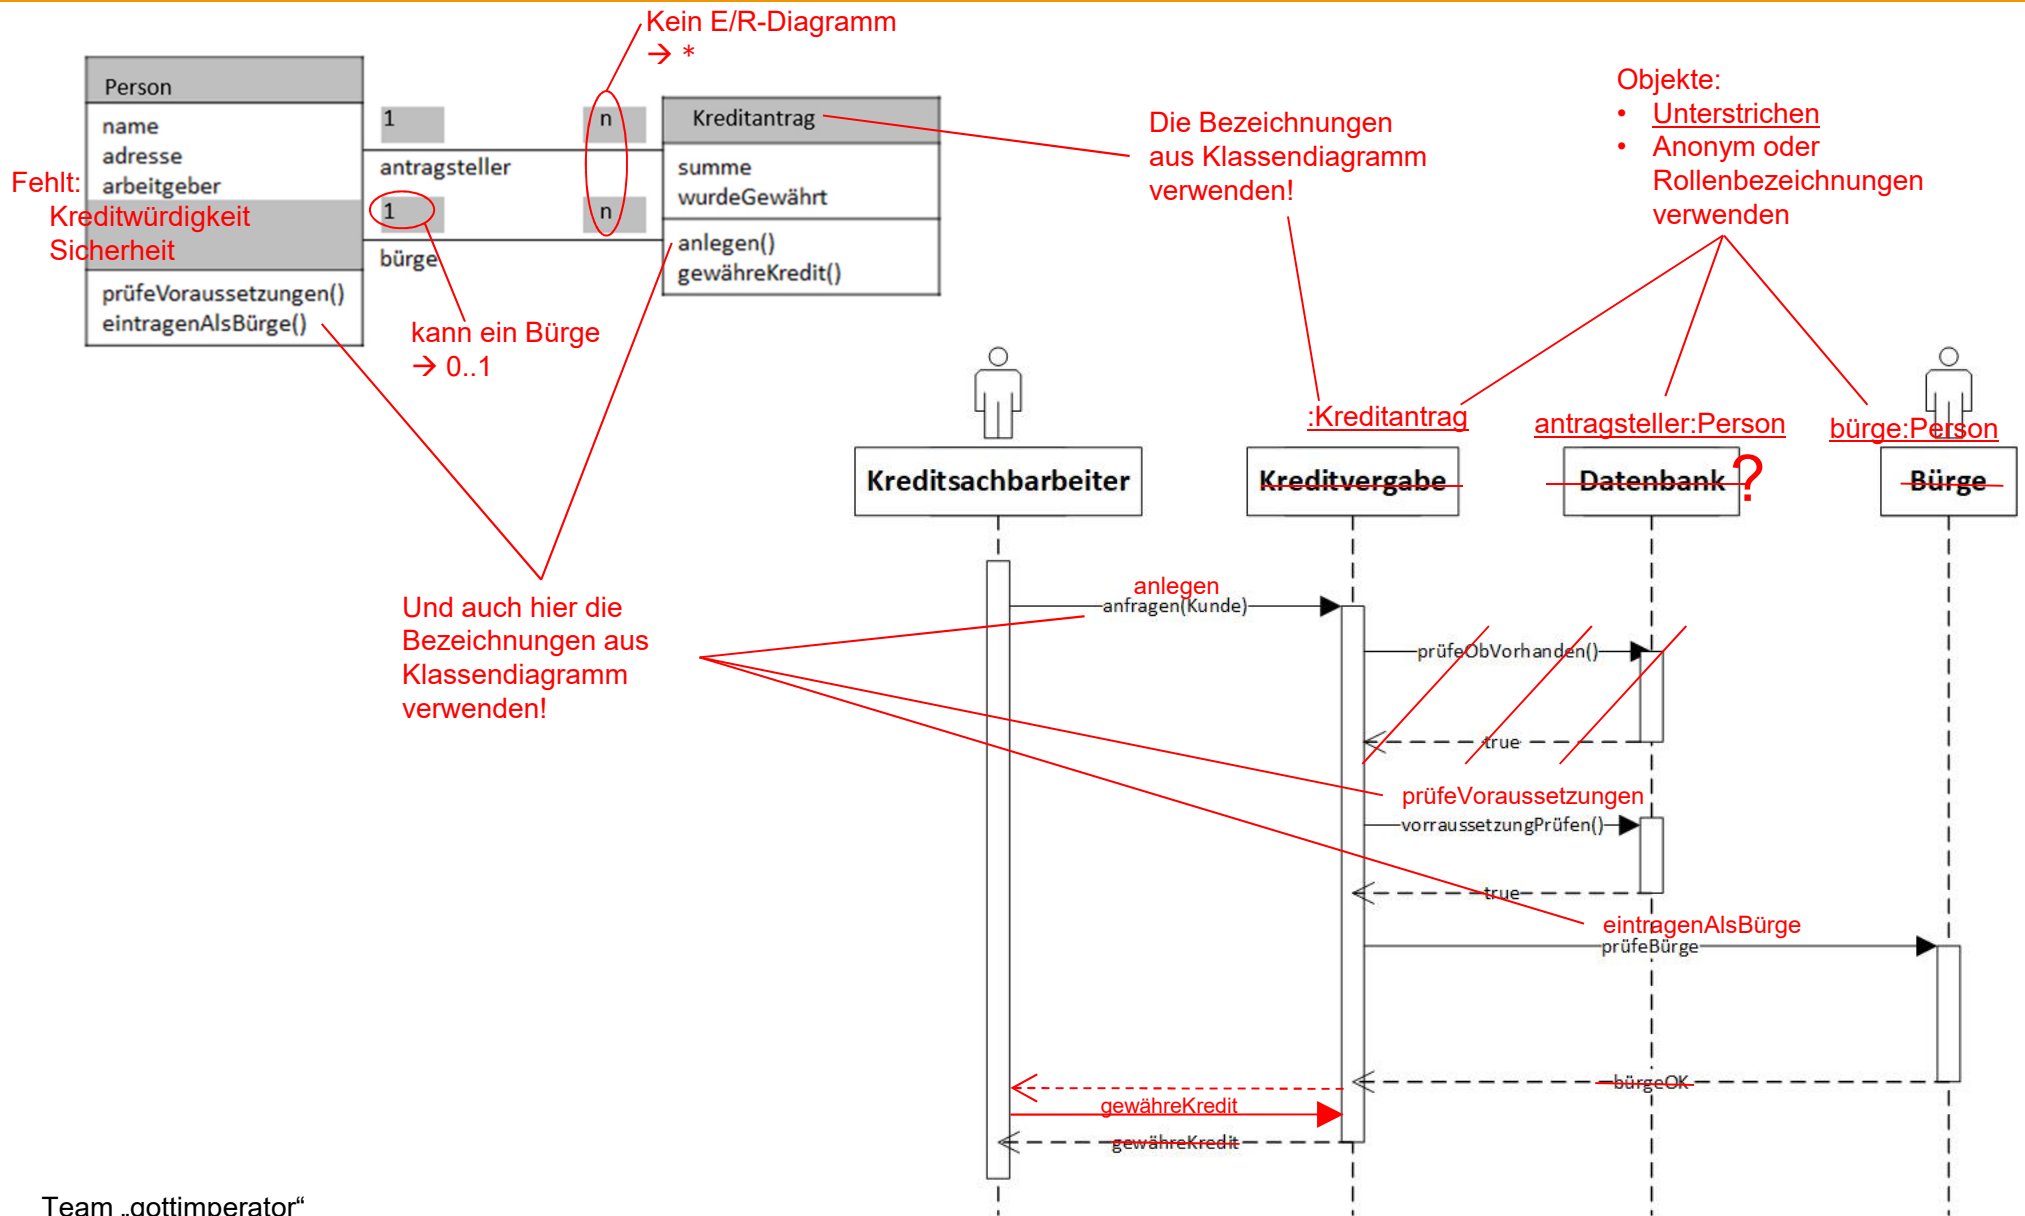 Kein E/R-Diagramm
→ *
Person
name
adresse
arbeitgeber
Fehlt:
Kreditwürdigkeit
Sicherheit
prüfeVoraussetzungen()
eintragenAlsBürge()
1
n
antragsteller
1
n
bürge
kann ein Bürge
→ 0..1
Kreditantrag
summe
wurdeGewährt
anlegen()
gewähreKredit()
Die Bezeichnungen
aus Klassendiagramm
verwenden!
Objekte:
• Unterstrichen
• Anonym oder
Rollenbezeichnungen
verwenden
:Kreditantrag
antragsteller:Person
bürge:Person
Kreditsachbarbeiter
Kreditvergabe
Datenbank
?
Bürge
Und auch hier die
Bezeichnungen aus
Klassendiagramm
verwenden!
anlegen
anfragen(Kunde)
prüfeObVorhanden()
true
prüfeVoraussetzungen
vorraussetzungPrüfen()
true
eintragenAlsBürge
prüfeBürge
bürgeOK
gewähreKredit
gewähreKredit
Team „gottimperator“